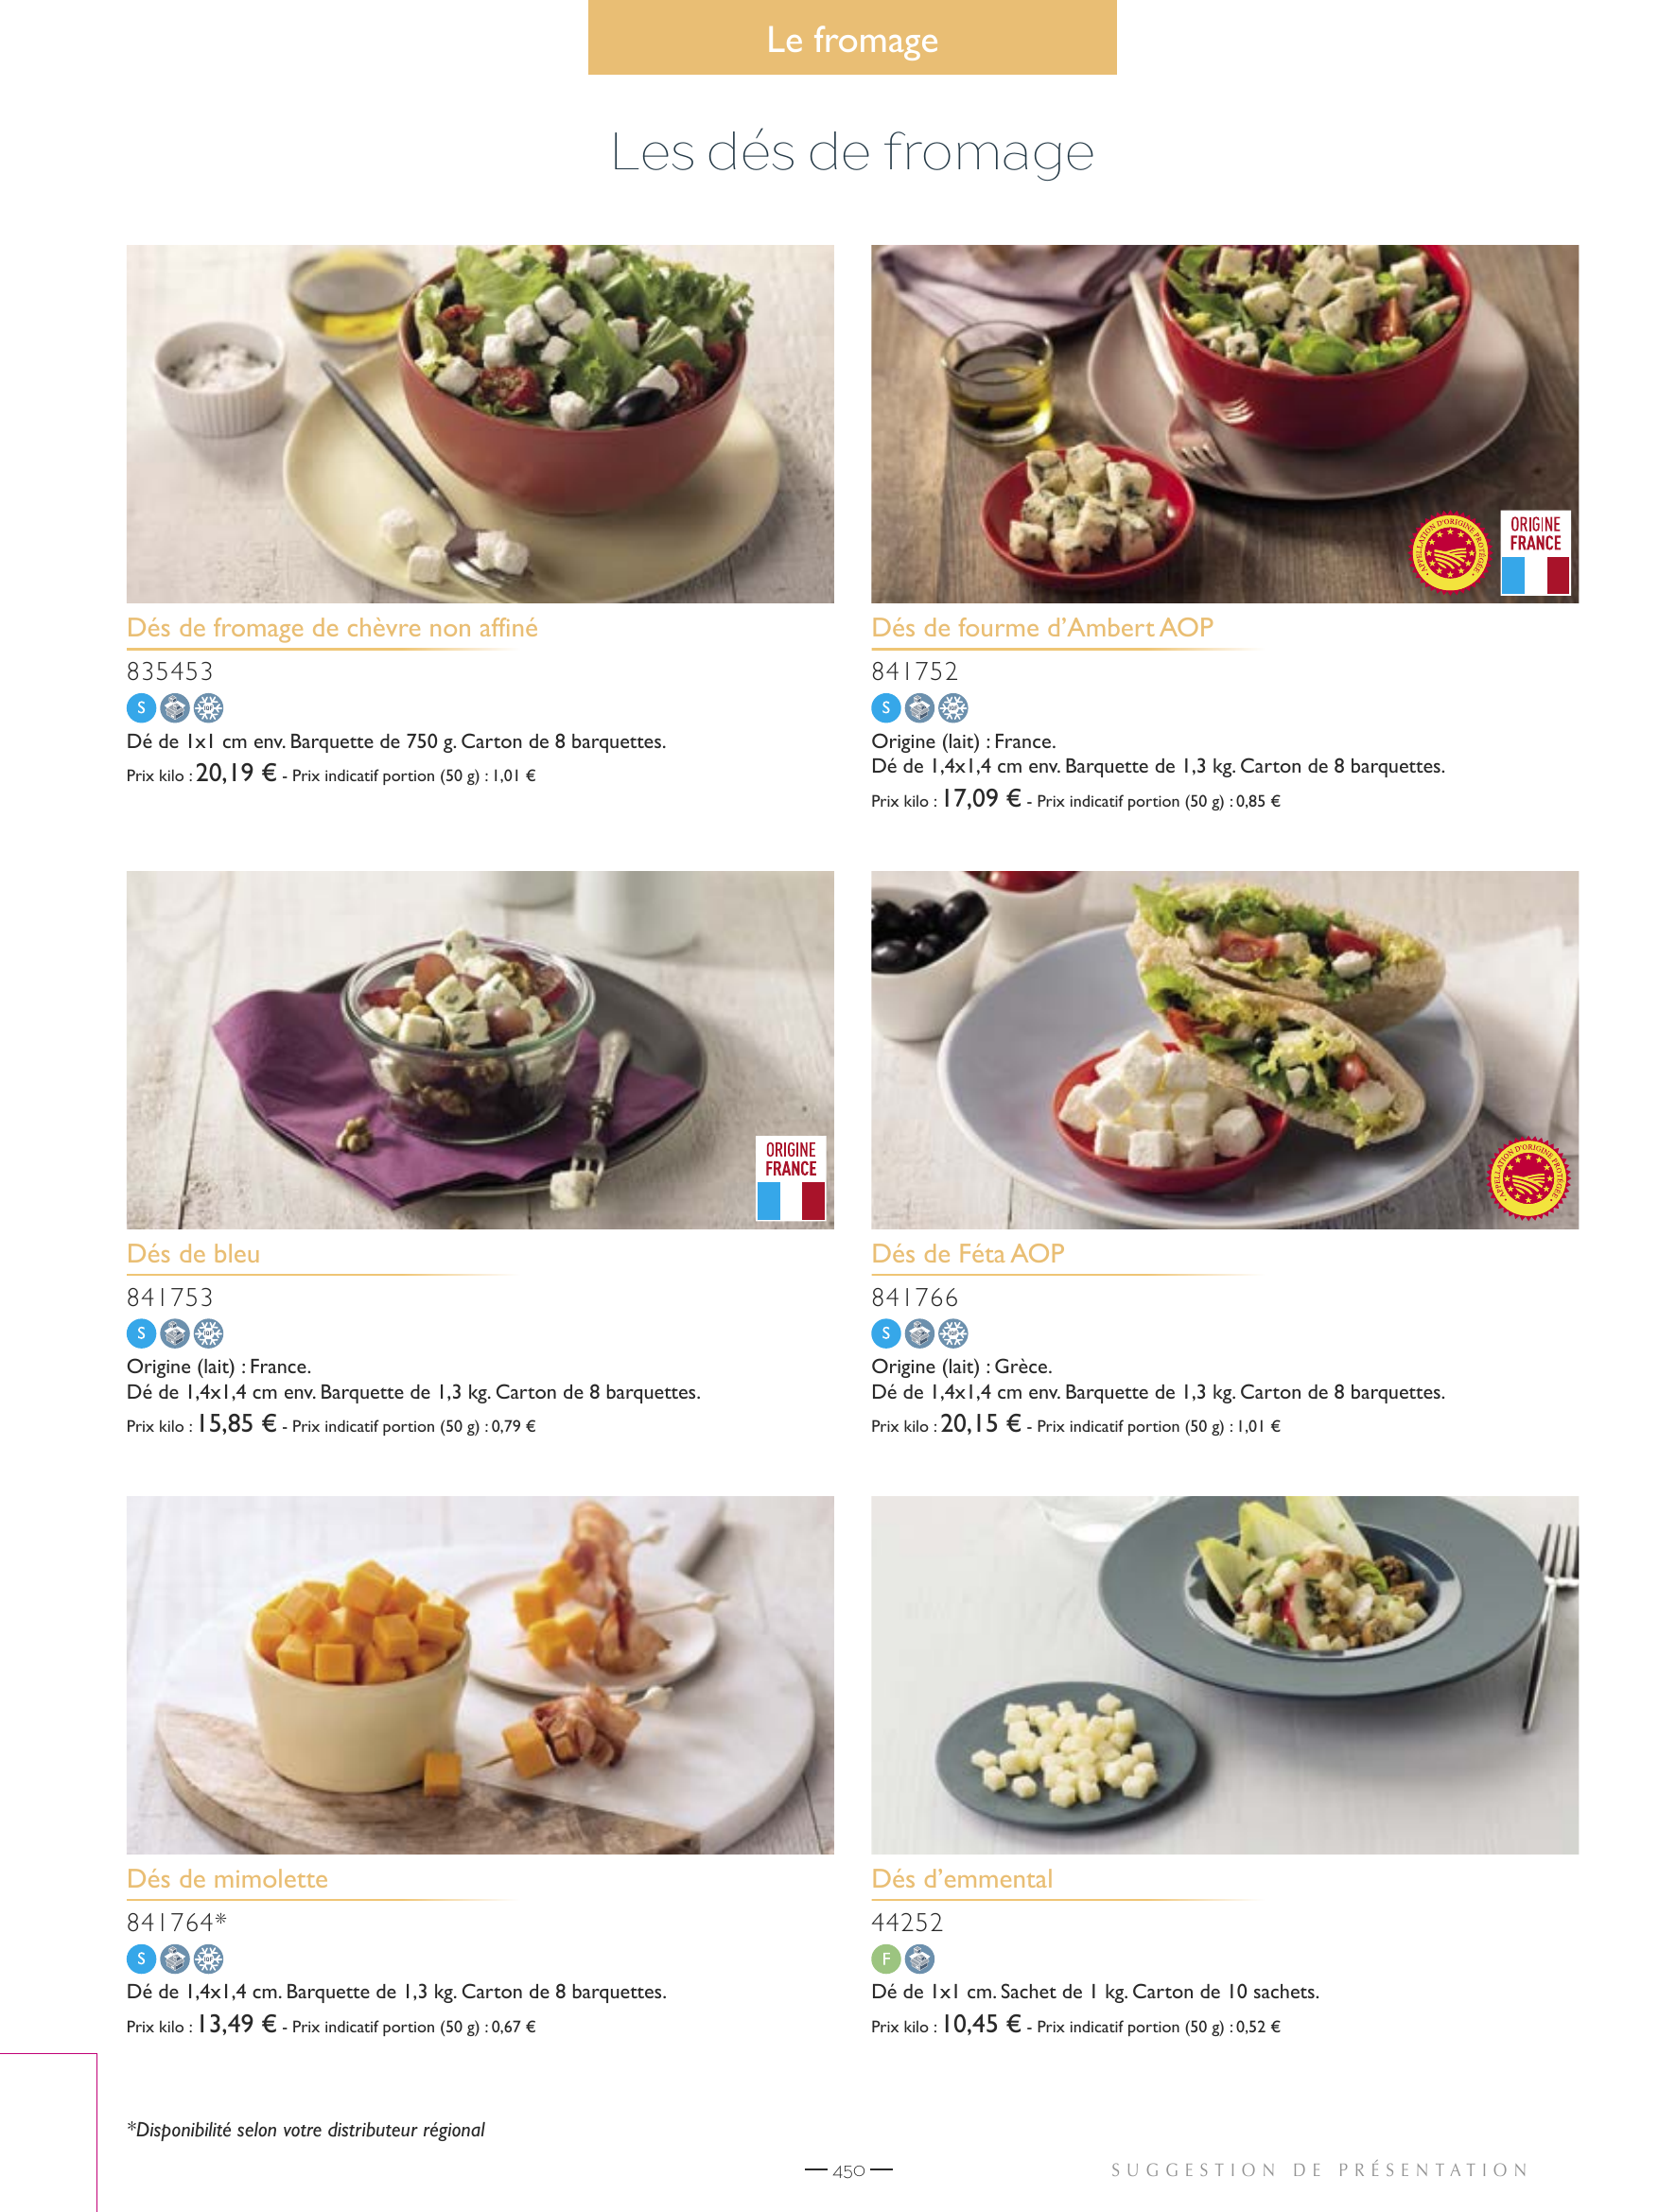 Le fromage
Les dés de fromage
ORIGINE
FRANCE
APPELLATION D'ORIGINE PROTÉGÉE
Dés de fromage de chèvre non affiné
835453
S
Dé de 1x1 cm env. Barquette de 750 g. Carton de 8 barquettes.
Prix kilo : 20,19 € - Prix indicatif portion (50 g) : 1,01 €
Dés de fourme d'Ambert AOP
841752
S
Origine (lait) : France.
Dé de 1,4x1,4 cm env. Barquette de 1,3 kg. Carton de 8 barquettes.
Prix kilo : 17,09 € - Prix indicatif portion (50 g) : 0,85 €
ORIGINE
FRANCE
Dés de bleu
841753
S
Origine (lait) : France.
Dé de 1,4x1,4 cm env. Barquette de 1,3 kg. Carton de 8 barquettes.
Prix kilo : 15,85 € - Prix indicatif portion (50 g) : 0,79 €
APPELLATION D'ORIGINE PROTÉGÉE
Dés de Féta AOP
841766
S
Origine (lait) : Grèce.
Dé de 1,4x1,4 cm env. Barquette de 1,3 kg. Carton de 8 barquettes.
Prix kilo : 20,15 € - Prix indicatif portion (50 g) : 1,01 €
Dés de mimolette
841764*
S
Dé de 1,4x1,4 cm. Barquette de 1,3 kg. Carton de 8 barquettes.
Prix kilo : 13,49 € - Prix indicatif portion (50 g) : 0,67 €
Dés d'emmental
44252
F
Dé de 1x1 cm. Sachet de 1 kg. Carton de 10 sachets.
Prix kilo : 10,45 € - Prix indicatif portion (50 g) : 0,52 €
*Disponibilité selon votre distributeur régional
— 450 —
SUGGESTION DE PRÉSENTATION